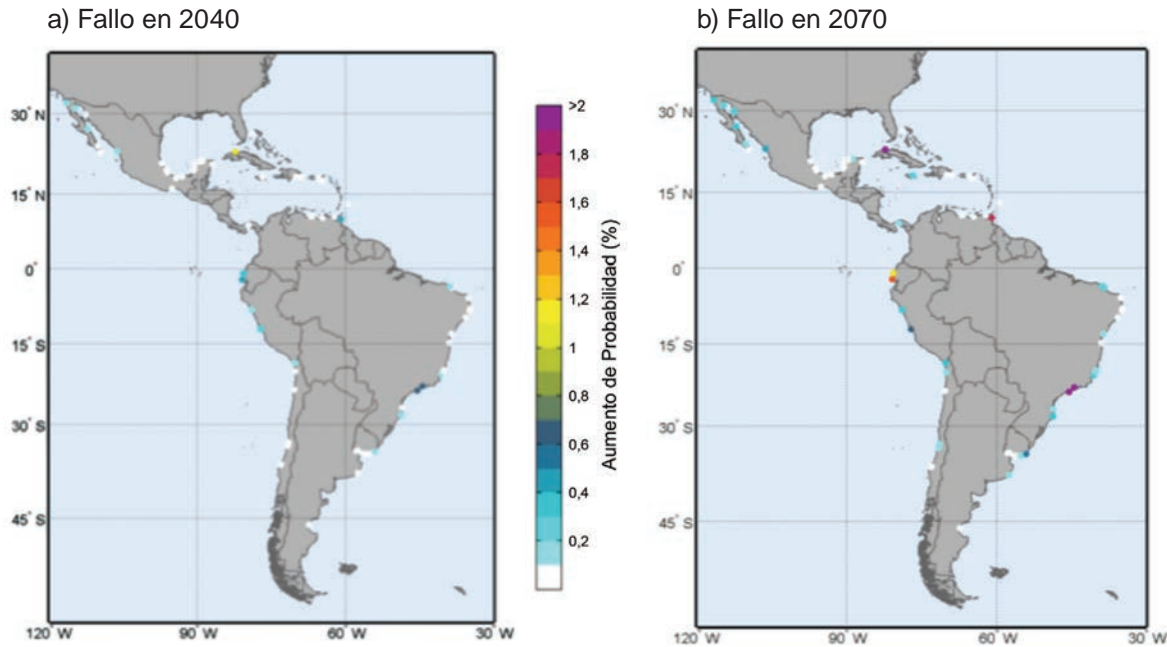 a) Fallo en 2040
30° N
15° N
0°
15° S
30° S
45° S
120° W
90° W
60° W
30° W
>2
1,8
1,6
1,4
1,2
1
0,8
0,6
0,4
0,2
Aumento de Probabilidad (%)
b) Fallo en 2070
30° N
15° N
0°
15° S
30° S
45° S
120° W
90° W
60° W
30° W